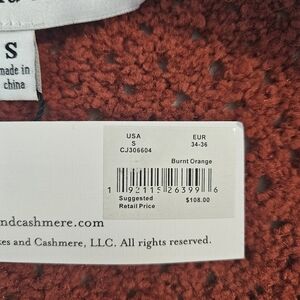 S
made in
china
USA EUR
S 34-36
CJ306604
Burnt Orange
1 92115 26399 6
Suggested
Retail Price $108.00
ndcashmere.com
kes and Cashmere, LLC. All rights reserved.